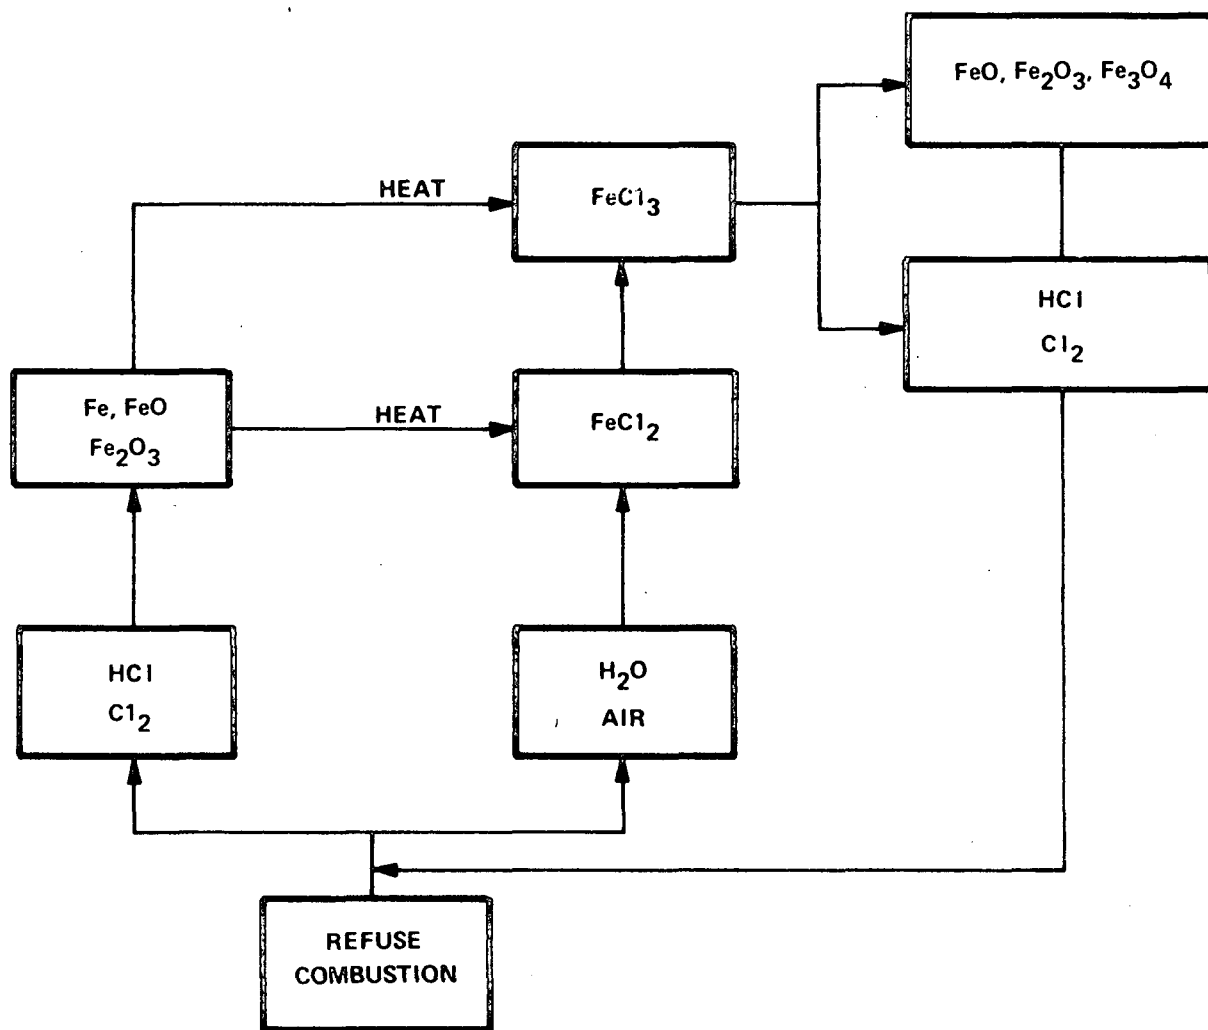 FeO, Fe₂O₃, Fe₃O₄
HEAT
FeCl₃
HCl
Cl₂
Fe, FeO
Fe₂O₃
HEAT
FeCl₂
HCl
Cl₂
H₂O
AIR
REFUSE
COMBUSTION